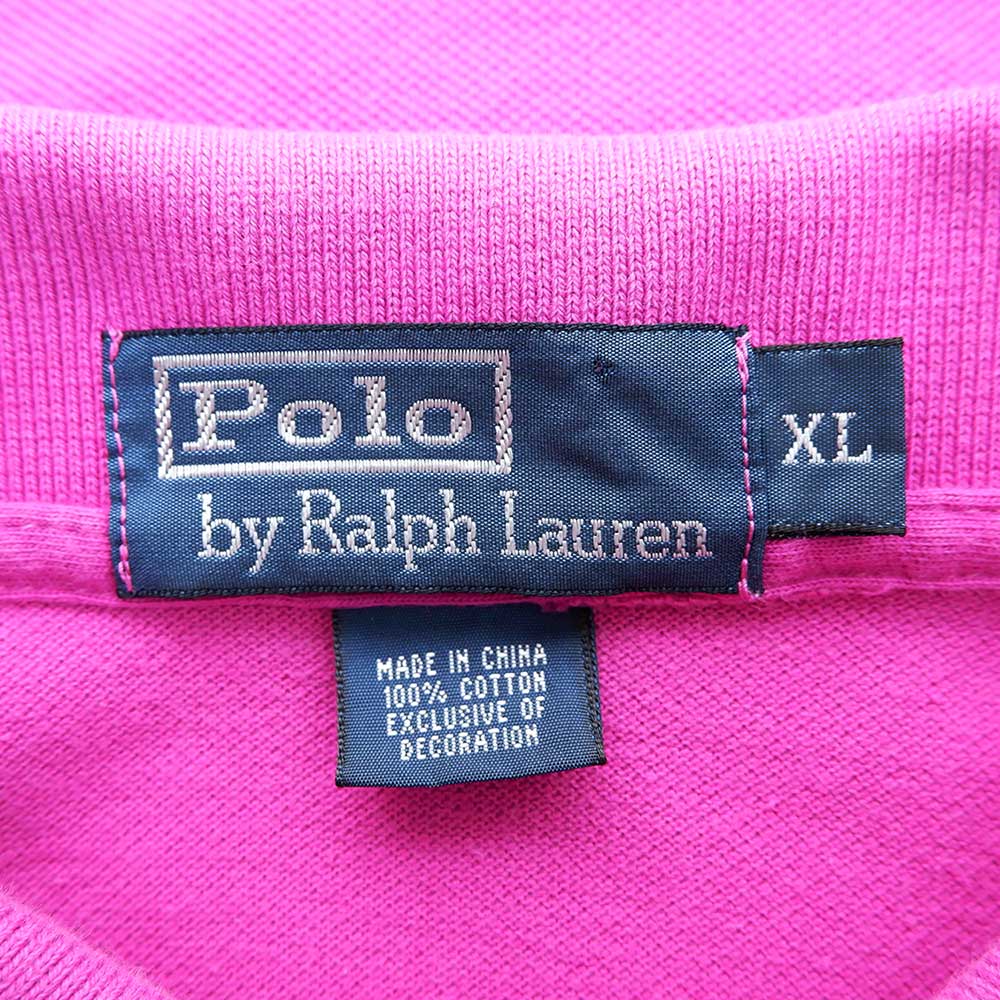 Polo
by Ralph Lauren
XL
MADE IN CHINA
100% COTTON
EXCLUSIVE OF
DECORATION